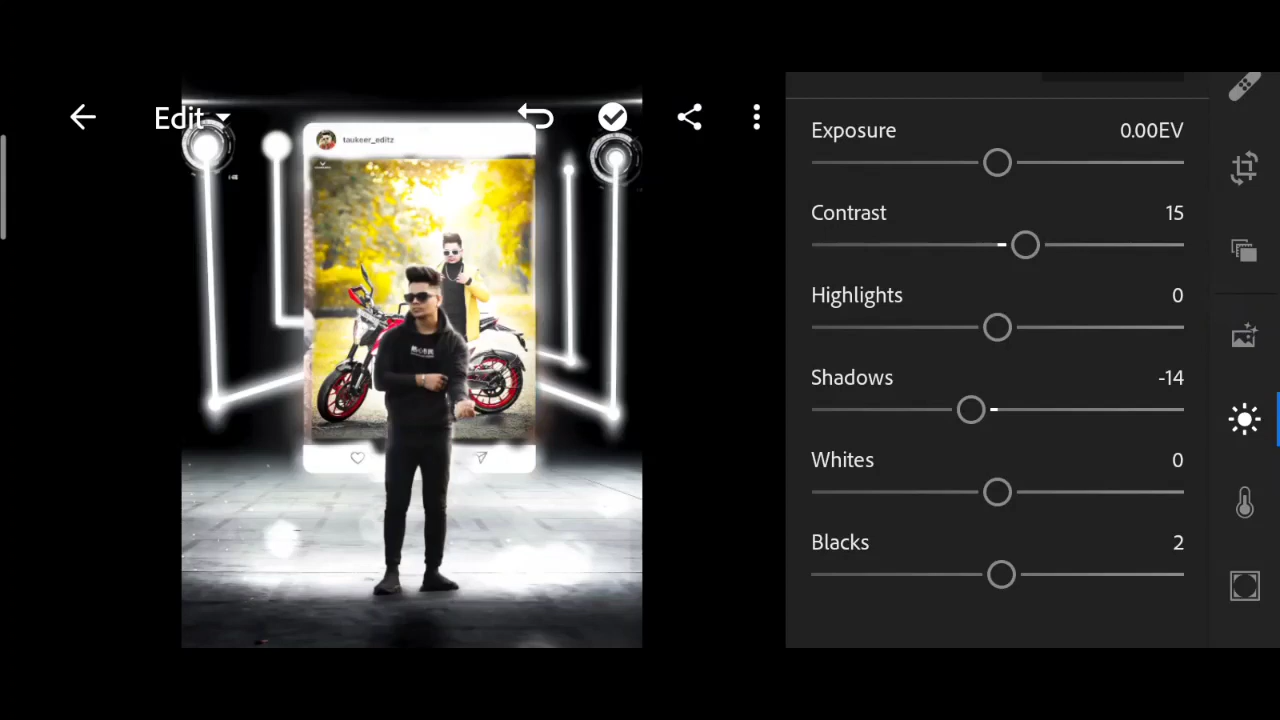 Edit
taukeer_editz
Exposure 0.00EV
Contrast 15
Highlights 0
Shadows -14
Whites 0
Blacks 2